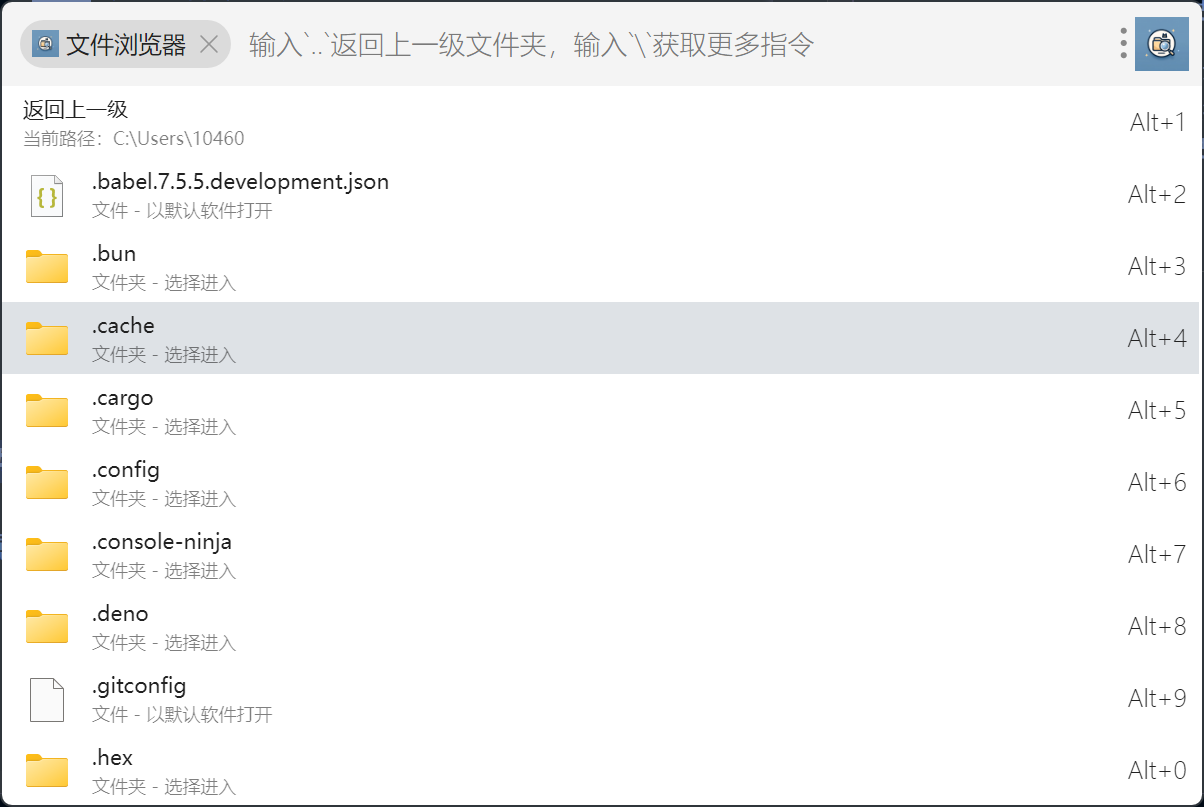 文件浏览器 输入`..`返回上一级文件夹，输入`\`获取更多指令
返回上一级
当前路径：C:\Users\10460
Alt+1
.babel.7.5.5.development.json
文件 - 以默认软件打开
Alt+2
.bun
文件夹 - 选择进入
Alt+3
.cache
文件夹 - 选择进入
Alt+4
.cargo
文件夹 - 选择进入
Alt+5
.config
文件夹 - 选择进入
Alt+6
.console-ninja
文件夹 - 选择进入
Alt+7
.deno
文件夹 - 选择进入
Alt+8
.gitconfig
文件 - 以默认软件打开
Alt+9
.hex
文件夹 - 选择进入
Alt+0